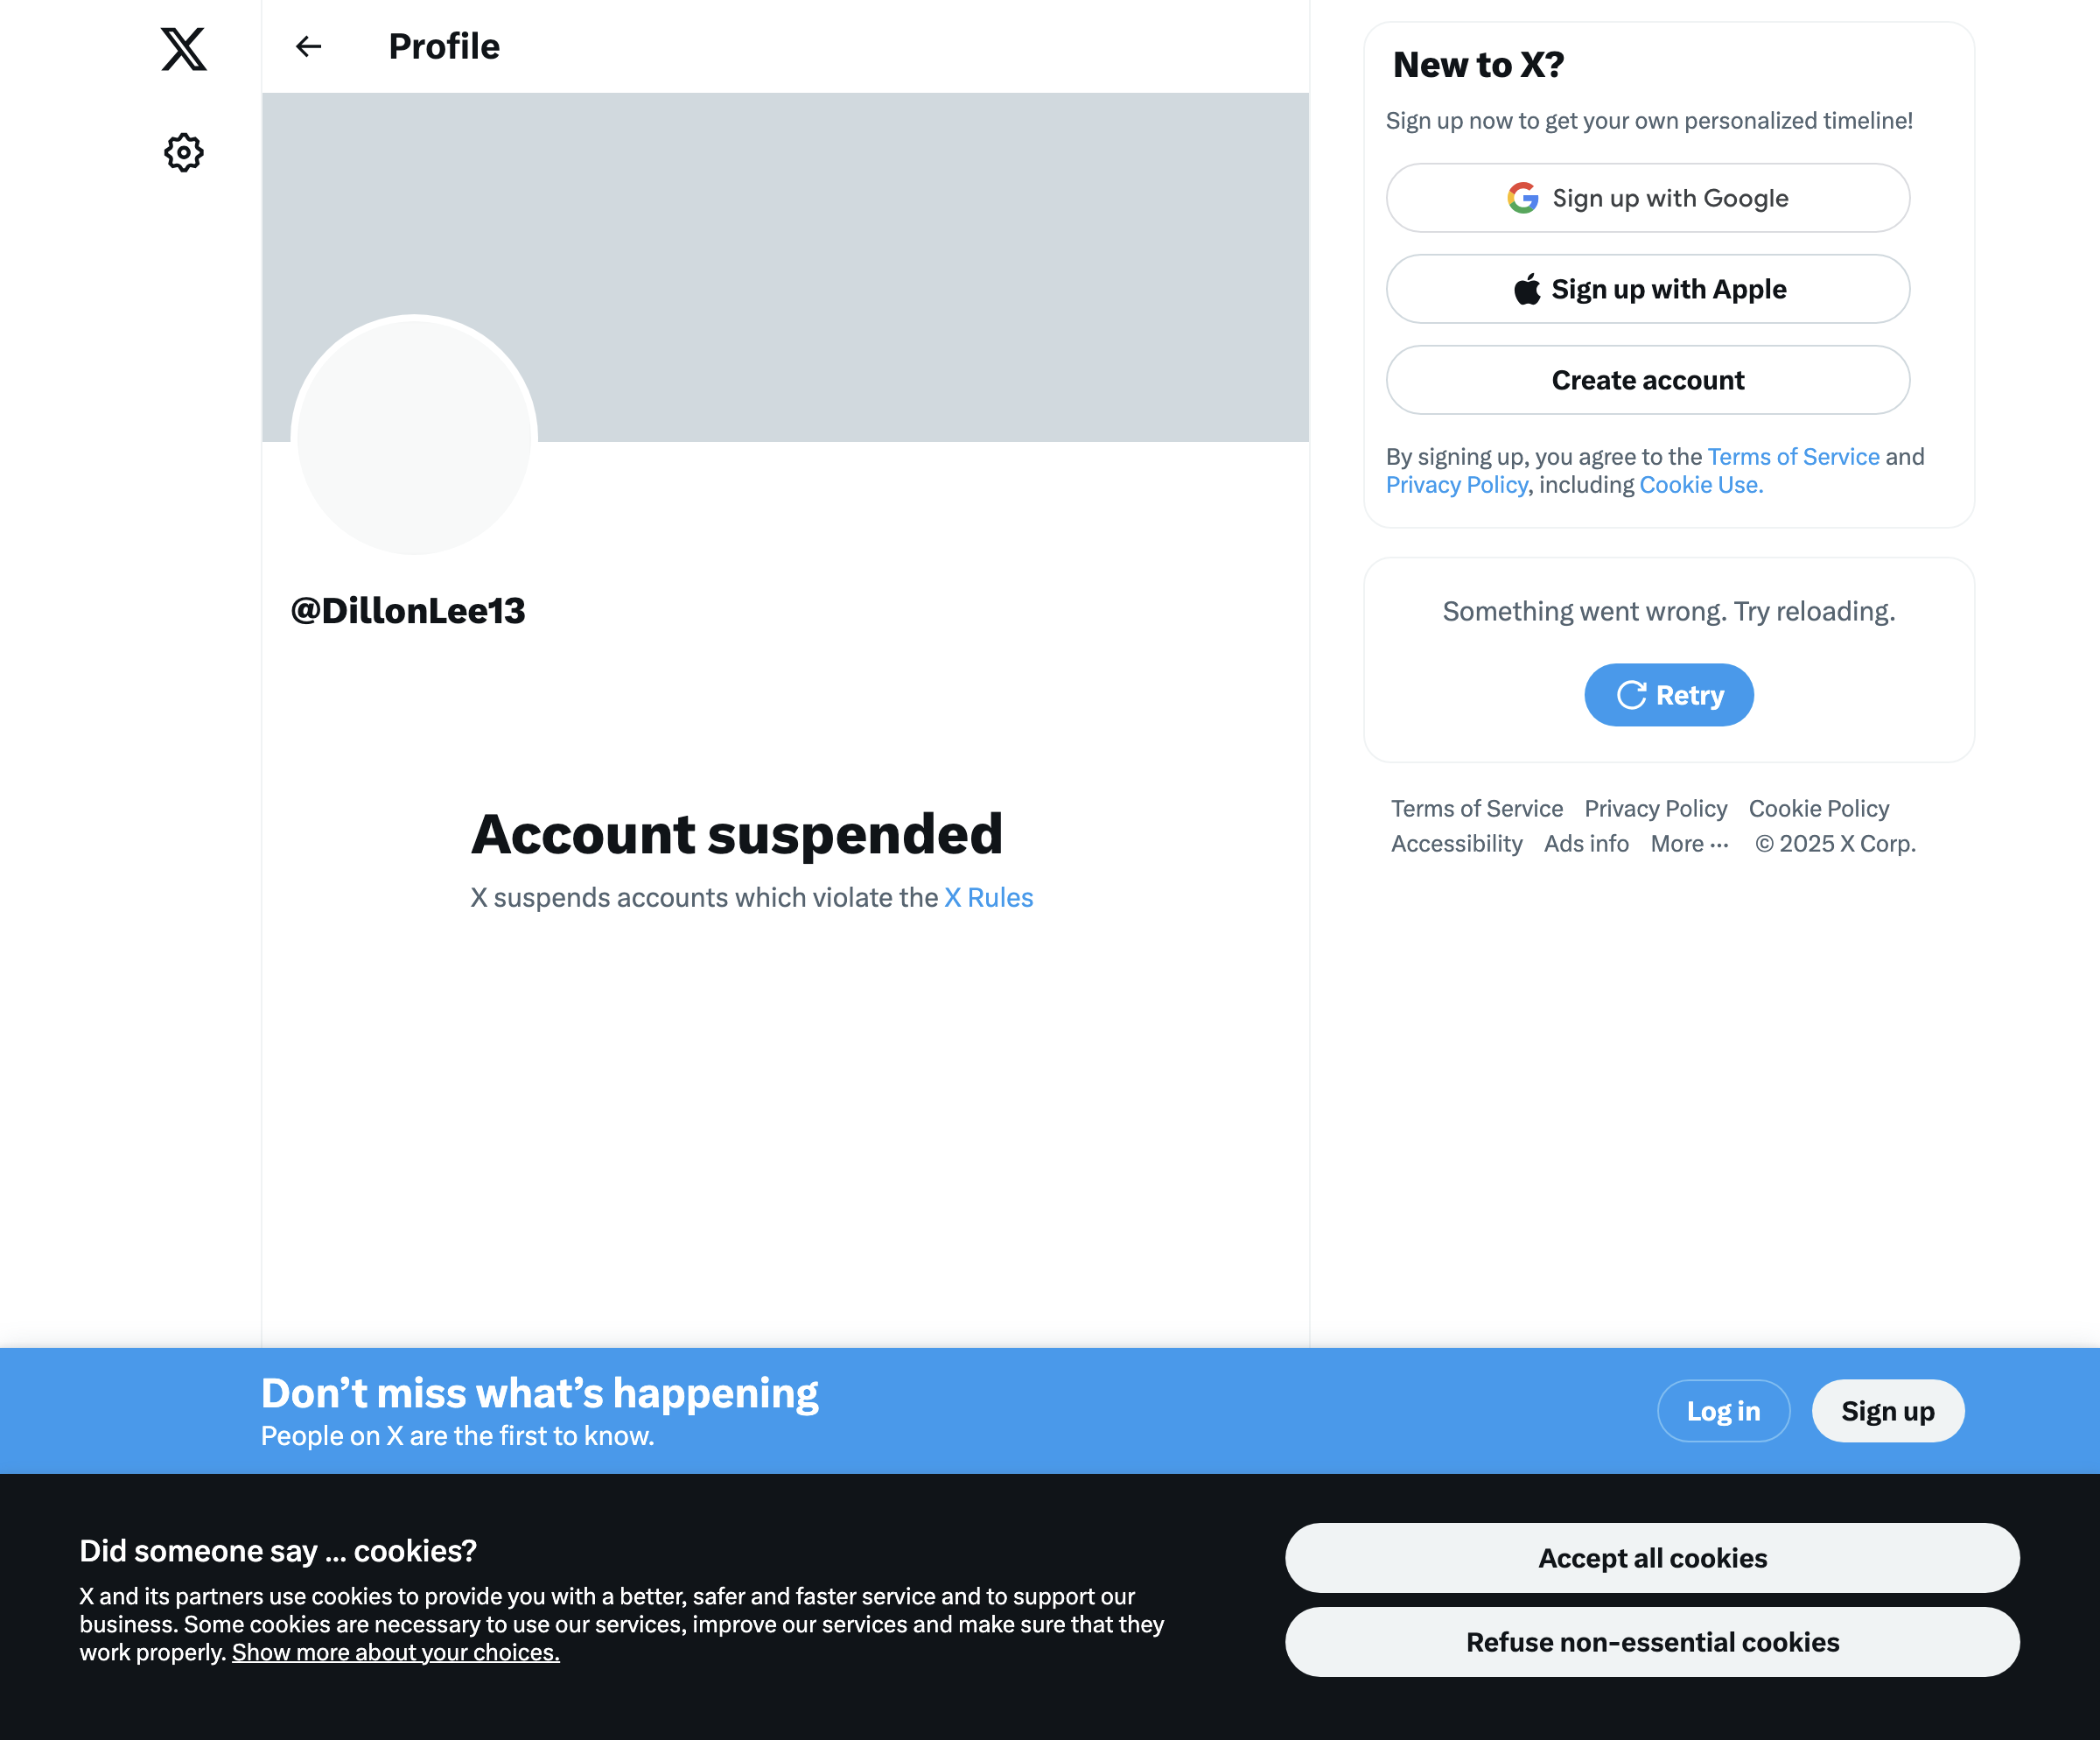 Profile
@DillonLee13
Account suspended
X suspends accounts which violate the X Rules
New to X?
Sign up now to get your own personalized timeline!
Sign up with Google
Sign up with Apple
Create account
By signing up, you agree to the Terms of Service and
Privacy Policy, including Cookie Use.
Something went wrong. Try reloading.
Retry
Terms of Service Privacy Policy Cookie Policy
Accessibility Ads info More ··· © 2025 X Corp.
Don’t miss what’s happening
People on X are the first to know.
Log in
Sign up
Did someone say … cookies?
X and its partners use cookies to provide you with a better, safer and faster service and to support our
business. Some cookies are necessary to use our services, improve our services and make sure that they
work properly. Show more about your choices.
Accept all cookies
Refuse non-essential cookies